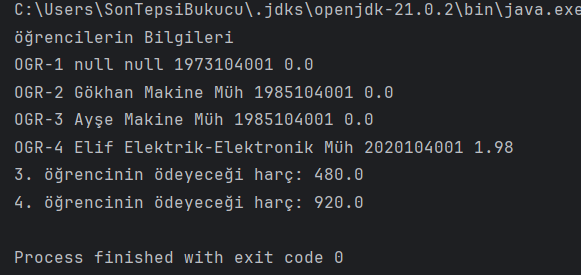 C:\Users\SonTepsiBukucu\.jdks\openjdk-21.0.2\bin\java.exe
öğrencilerin Bilgileri
OGR-1 null null 1973104001 0.0
OGR-2 Gökhan Makine Müh 1985104001 0.0
OGR-3 Ayşe Makine Müh 1985104001 0.0
OGR-4 Elif Elektrik-Elektronik Müh 2020104001 1.98
3. öğrencinin ödeyeceği harç: 480.0
4. öğrencinin ödeyeceği harç: 920.0
Process finished with exit code 0